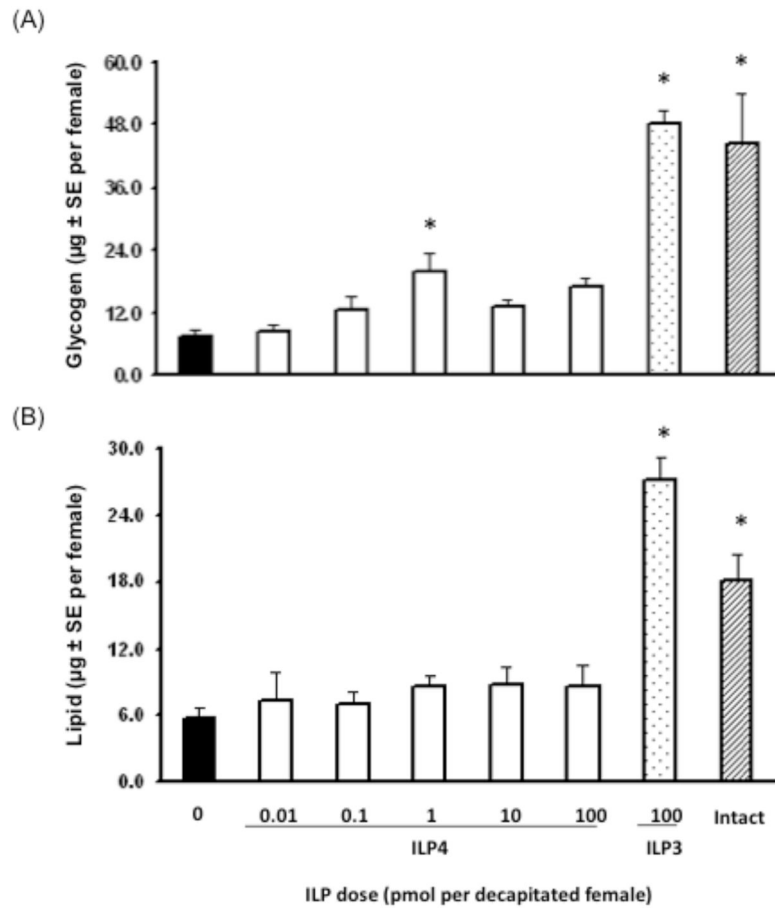 (A)
Glycogen (µg ± SE per female)
60.0
48.0
36.0
24.0
12.0
0.0
*
*
*
(B)
Lipid (µg ± SE per female)
30.0
24.0
18.0
12.0
6.0
0.0
*
*
0 0.01 0.1 1 10 100 100 Intact
ILP4 ILP3
ILP dose (pmol per decapitated female)